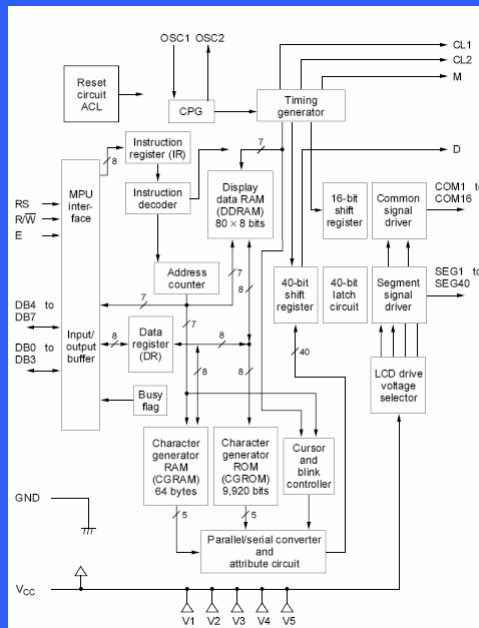 OSC1 OSC2
CL1
CL2
M
Reset
circuit
ACL
CPG
Timing
generator
7
D
8
Instruction
register (IR)
MPU
inter-
face
Instruction
decoder
Display
data RAM
(DDRAM)
80 × 8 bits
16-bit
shift
register
Common
signal
driver
COM1 to
COM16
RS
R/W
E
Address
counter
7
8
40-bit
shift
register
40-bit
latch
circuit
Segment
signal
driver
SEG1 to
SEG40
7
7
DB4 to
DB7
DB0 to
DB3
Input/
output
buffer
8
Data
register
(DR)
8
40
LCD drive
voltage
selector
8
8
Busy
flag
Character
generator
RAM
(CGRAM)
64 bytes
Character
generator
ROM
(CGROM)
9,920 bits
Cursor
and
blink
controller
GND
5
5
Parallel/serial converter
and
attribute circuit
VCC
V1 V2 V3 V4 V5